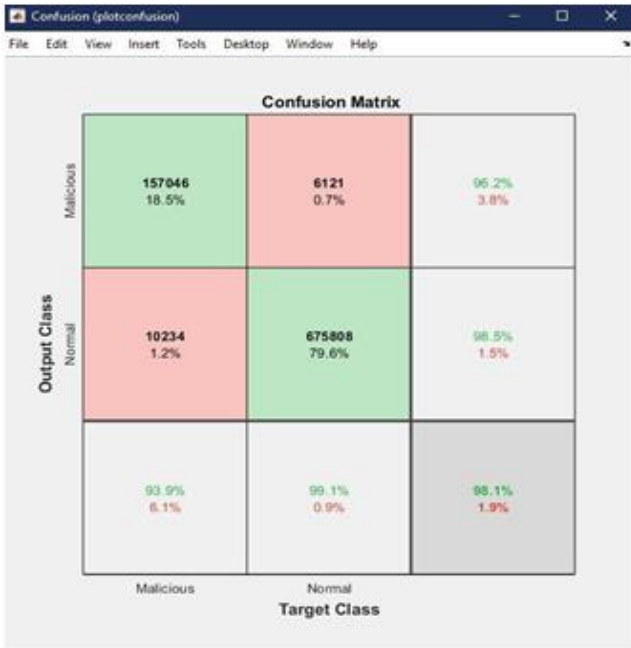 Confusion (plotconfusion)
File Edit View Insert Tools Desktop Window Help
Confusion Matrix
Malicious
157046
18.5%
6121
0.7%
96.2%
3.8%
Output Class
Normal
10234
1.2%
675808
79.6%
98.5%
1.5%
93.9%
6.1%
99.1%
0.9%
98.1%
1.9%
Malicious Normal
Target Class